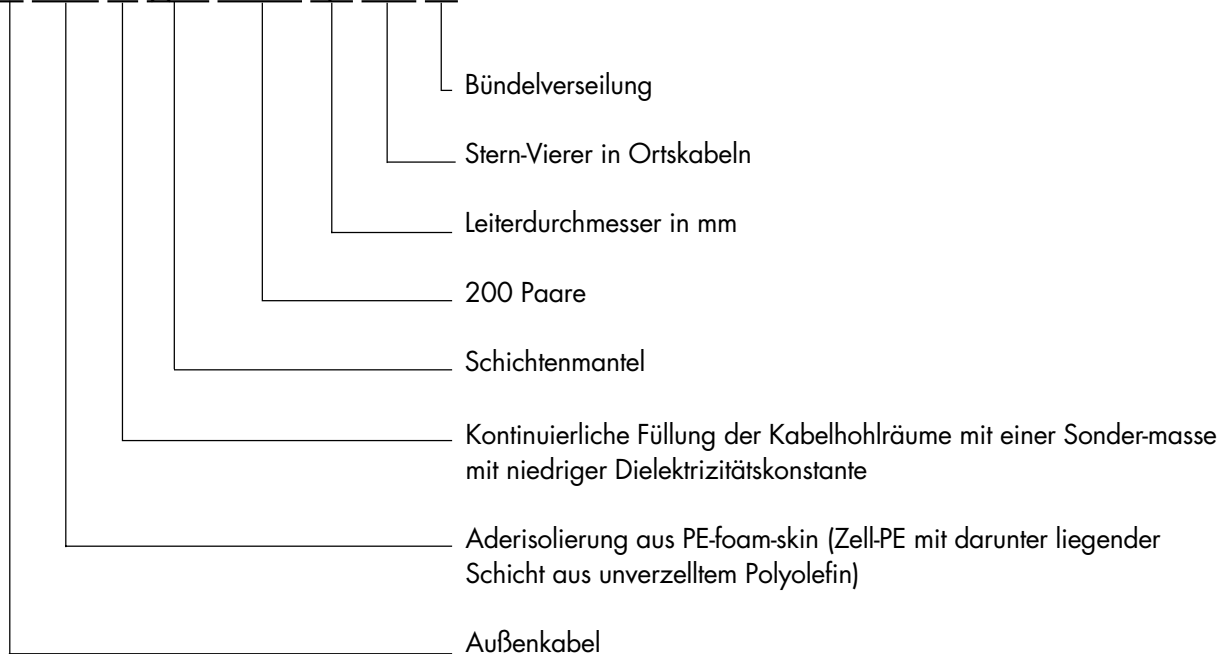 Bündelverseilung
Stern-Vierer in Ortskabeln
Leiterdurchmesser in mm
200 Paare
Schichtenmantel
Kontinuierliche Füllung der Kabelhohlräume mit einer Sonder-masse
mit niedriger Dielektrizitätskonstante
Aderisolierung aus PE-foam-skin (Zell-PE mit darunter liegender
Schicht aus unverzelltem Polyolefin)
Außenkabel